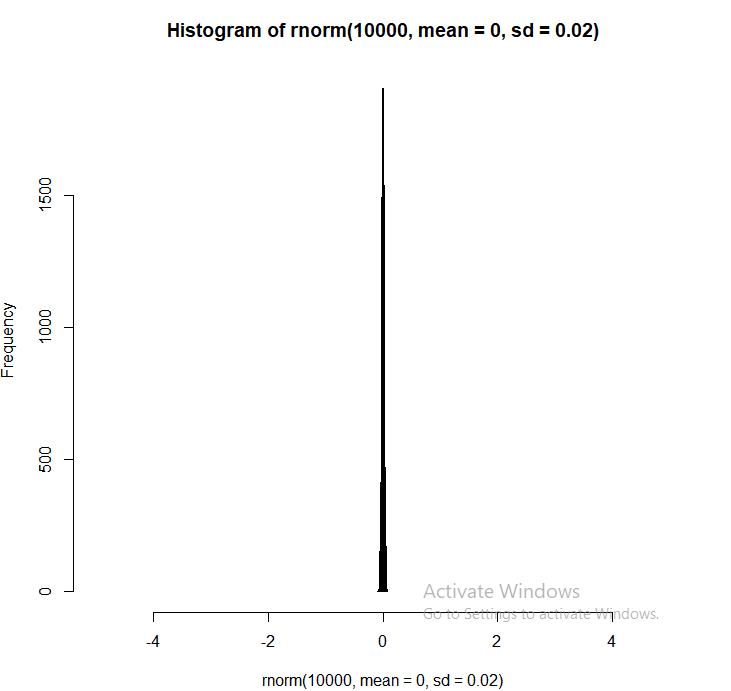 Histogram of rnorm(10000, mean = 0, sd = 0.02)
1500
1000
500
0
Frequency
-4
-2
0
2
4
rnorm(10000, mean = 0, sd = 0.02)
Activate Windows
Go to Settings to activate Windows.